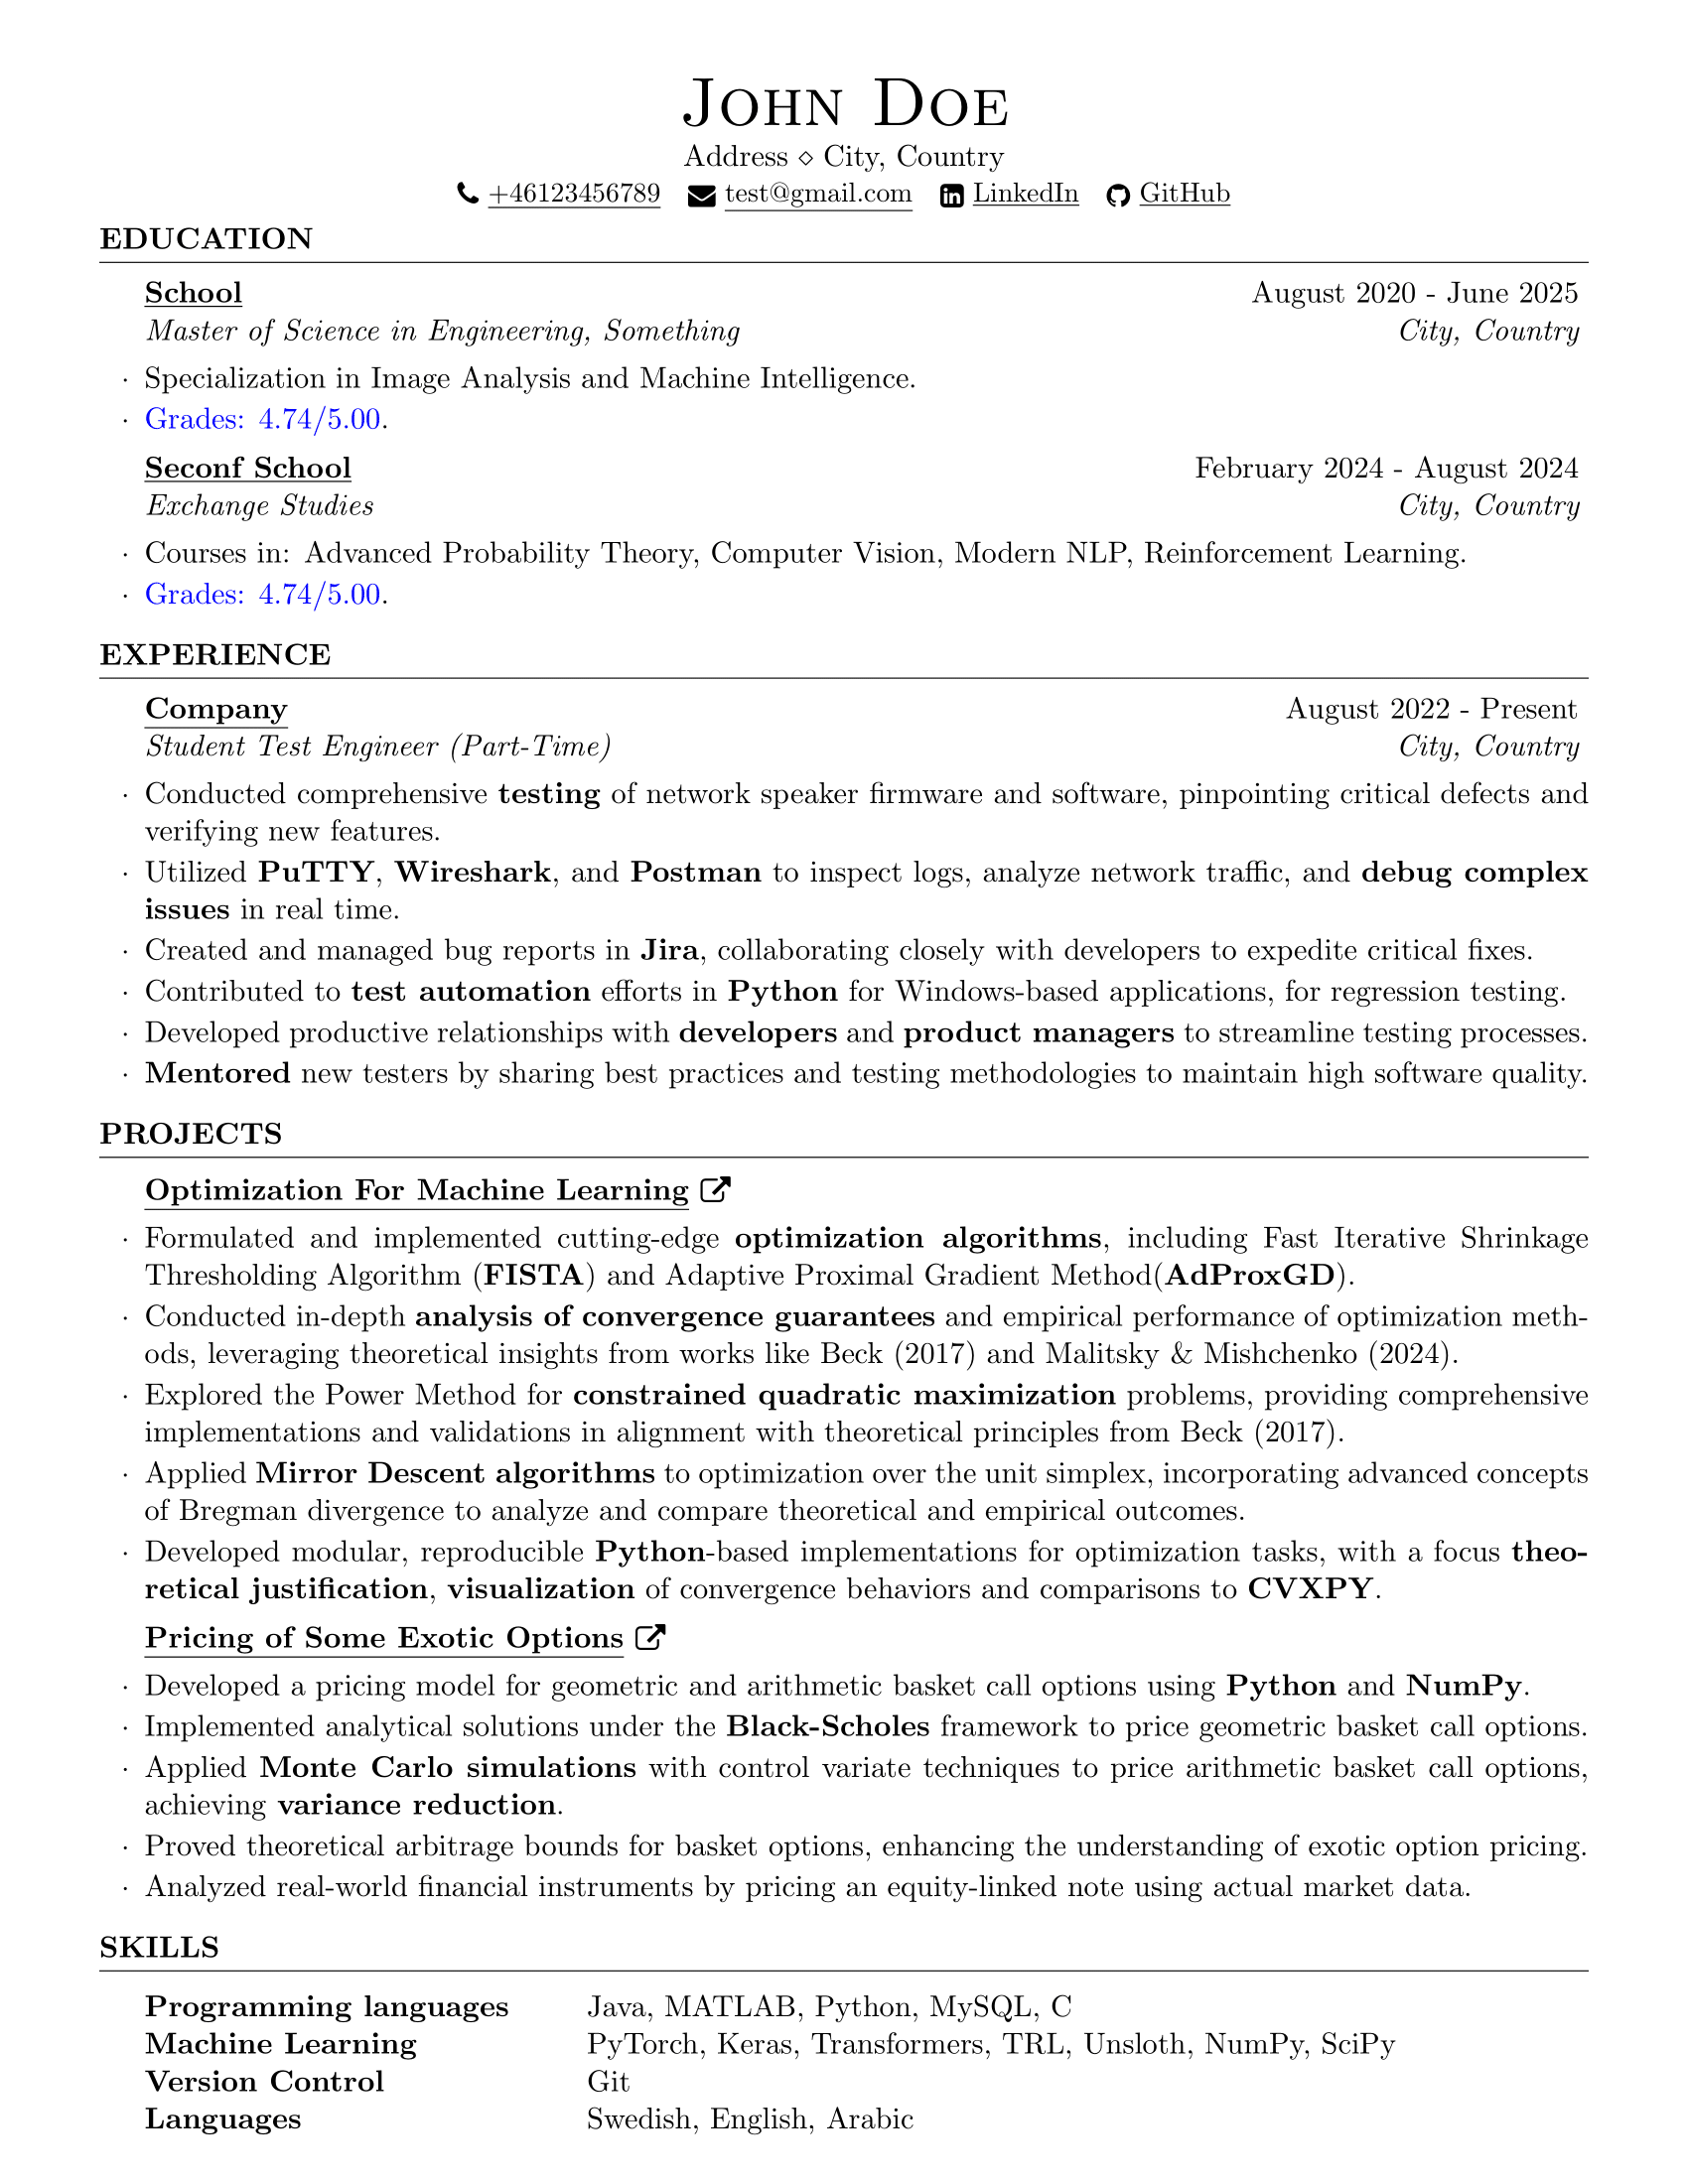 John Doe
Address ⋄ City, Country
+46123456789 test@gmail.com LinkedIn GitHub
EDUCATION
School August 2020 - June 2025
Master of Science in Engineering, Something City, Country
· Specialization in Image Analysis and Machine Intelligence.
· Grades: 4.74/5.00.
Seconf School February 2024 - August 2024
Exchange Studies City, Country
· Courses in: Advanced Probability Theory, Computer Vision, Modern NLP, Reinforcement Learning.
· Grades: 4.74/5.00.
EXPERIENCE
Company August 2022 - Present
Student Test Engineer (Part-Time) City, Country
· Conducted comprehensive testing of network speaker firmware and software, pinpointing critical defects and
verifying new features.
· Utilized PuTTY, Wireshark, and Postman to inspect logs, analyze network traffic, and debug complex
issues in real time.
· Created and managed bug reports in Jira, collaborating closely with developers to expedite critical fixes.
· Contributed to test automation efforts in Python for Windows-based applications, for regression testing.
· Developed productive relationships with developers and product managers to streamline testing processes.
· Mentored new testers by sharing best practices and testing methodologies to maintain high software quality.
PROJECTS
Optimization For Machine Learning
· Formulated and implemented cutting-edge optimization algorithms, including Fast Iterative Shrinkage
Thresholding Algorithm (FISTA) and Adaptive Proximal Gradient Method(AdProxGD).
· Conducted in-depth analysis of convergence guarantees and empirical performance of optimization meth-
ods, leveraging theoretical insights from works like Beck (2017) and Malitsky & Mishchenko (2024).
· Explored the Power Method for constrained quadratic maximization problems, providing comprehensive
implementations and validations in alignment with theoretical principles from Beck (2017).
· Applied Mirror Descent algorithms to optimization over the unit simplex, incorporating advanced concepts
of Bregman divergence to analyze and compare theoretical and empirical outcomes.
· Developed modular, reproducible Python-based implementations for optimization tasks, with a focus theo-
retical justification, visualization of convergence behaviors and comparisons to CVXPY.
Pricing of Some Exotic Options
· Developed a pricing model for geometric and arithmetic basket call options using Python and NumPy.
· Implemented analytical solutions under the Black-Scholes framework to price geometric basket call options.
· Applied Monte Carlo simulations with control variate techniques to price arithmetic basket call options,
achieving variance reduction.
· Proved theoretical arbitrage bounds for basket options, enhancing the understanding of exotic option pricing.
· Analyzed real-world financial instruments by pricing an equity-linked note using actual market data.
SKILLS
Programming languages Java, MATLAB, Python, MySQL, C
Machine Learning PyTorch, Keras, Transformers, TRL, Unsloth, NumPy, SciPy
Version Control Git
Languages Swedish, English, Arabic